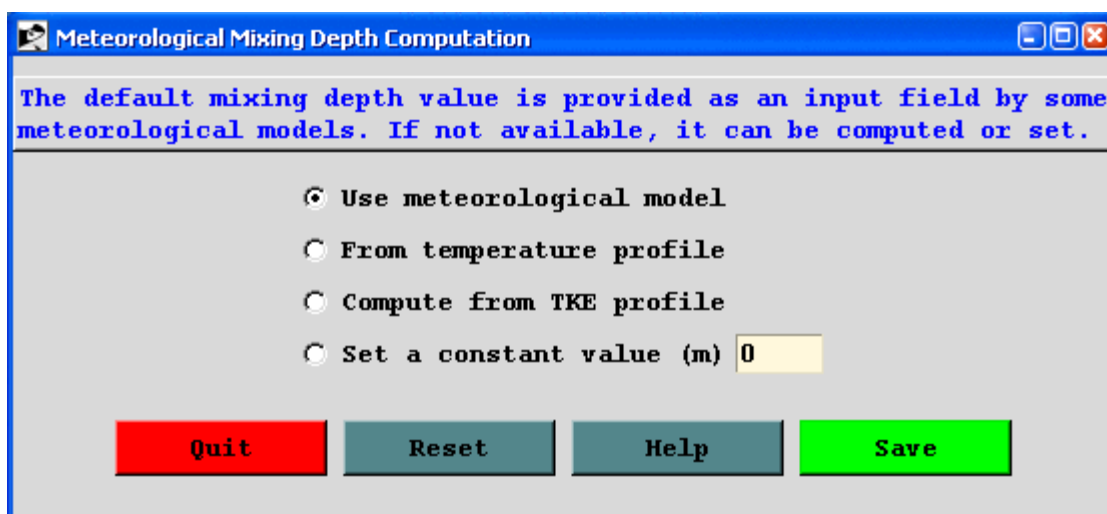 Meteorological Mixing Depth Computation
The default mixing depth value is provided as an input field by some
meteorological models. If not available, it can be computed or set.
Use meteorological model
From temperature profile
Compute from TKE profile
Set a constant value (m) 0
Quit Reset Help Save